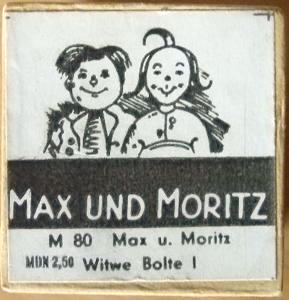 MAX UND MORITZ
M 80 Max u. Moritz
MDN 2,50 Witwe Bolte I